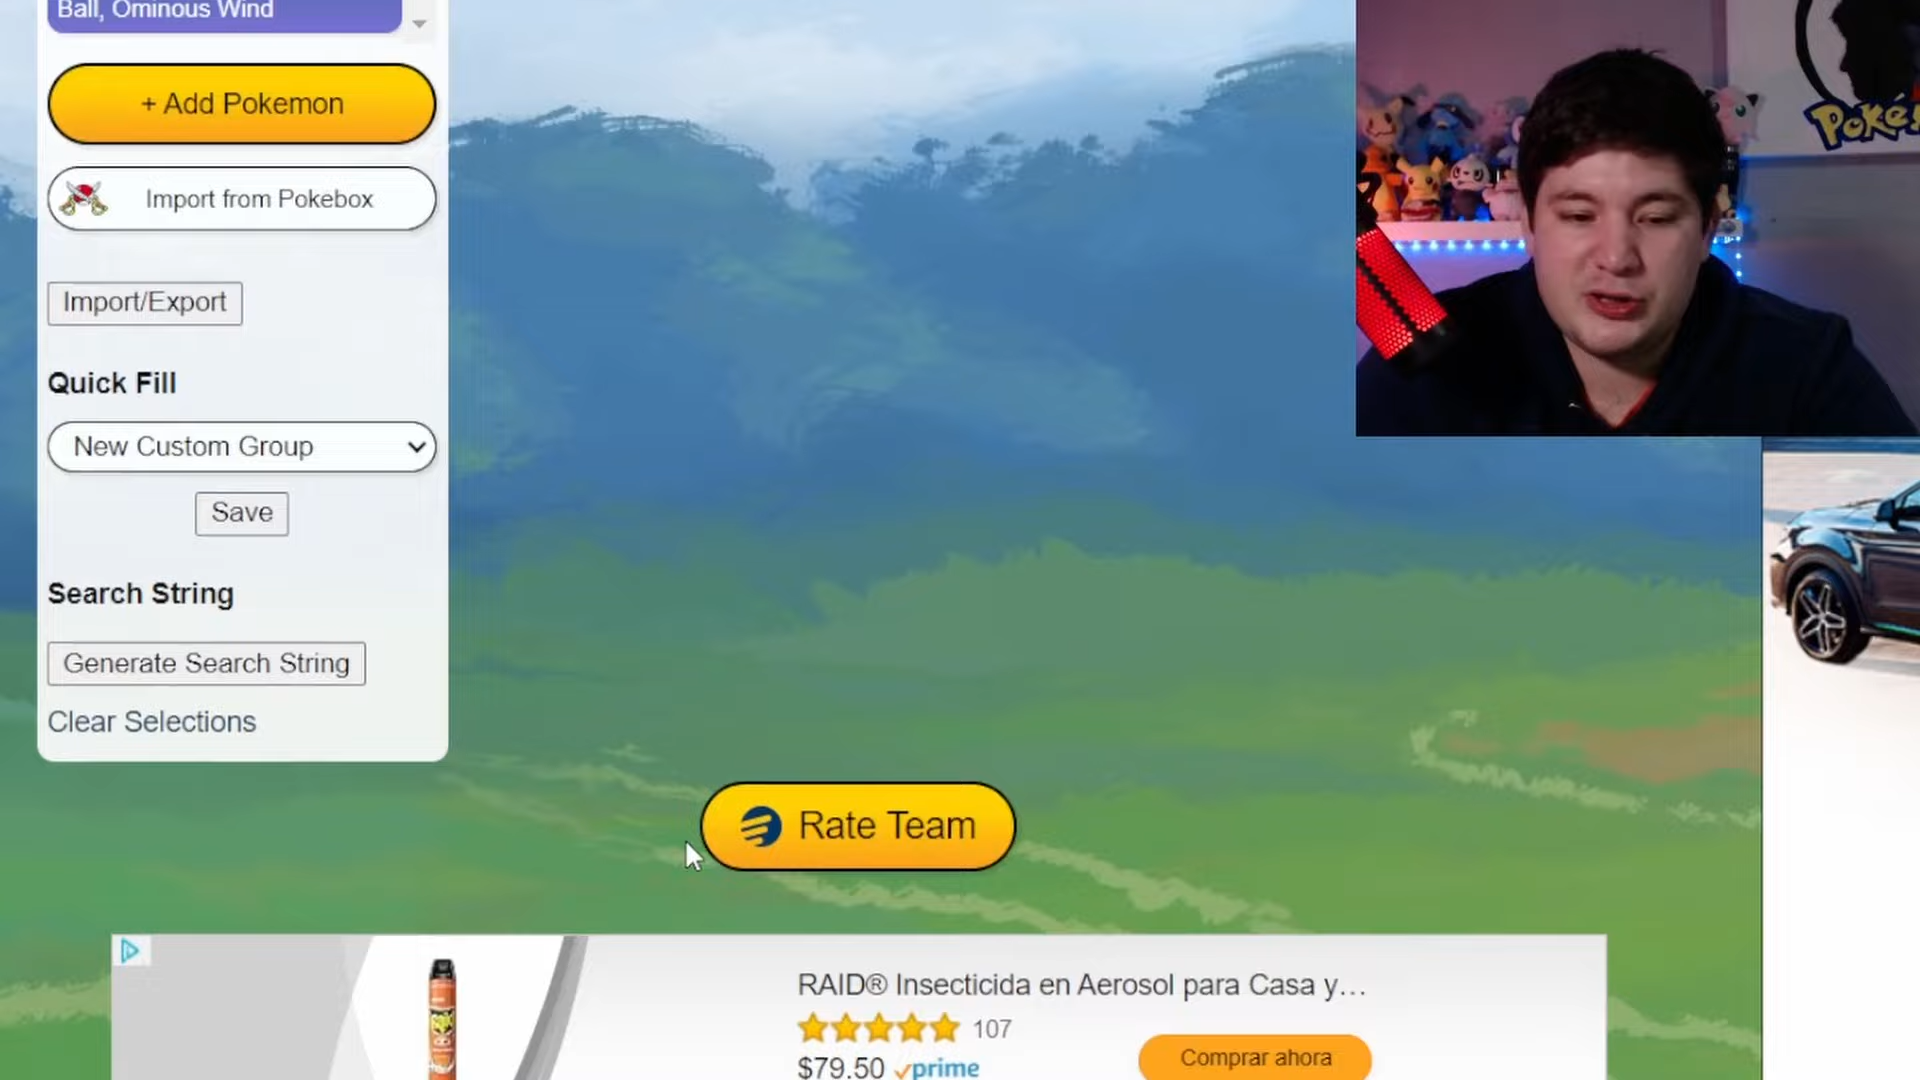 Ball, Ominous Wind
+ Add Pokemon
Import from Pokebox
Import/Export
Quick Fill
New Custom Group
Save
Search String
Generate Search String
Clear Selections
Rate Team
RAID® Insecticida en Aerosol para Casa y...
107
$79.50 prime
Comprar ahora
Poké